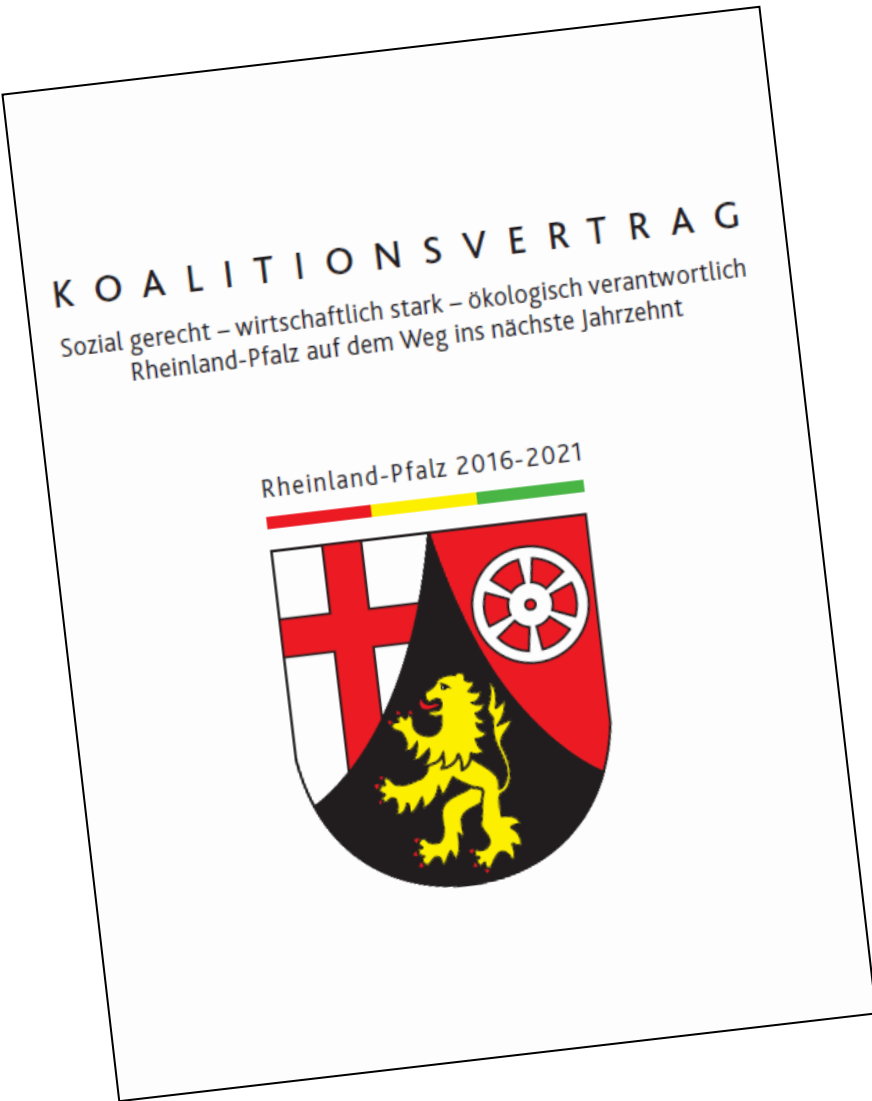 KOALITIONSVERTRAG
Sozial gerecht – wirtschaftlich stark – ökologisch verantwortlich
Rheinland-Pfalz auf dem Weg ins nächste Jahrzehnt
Rheinland-Pfalz 2016-2021